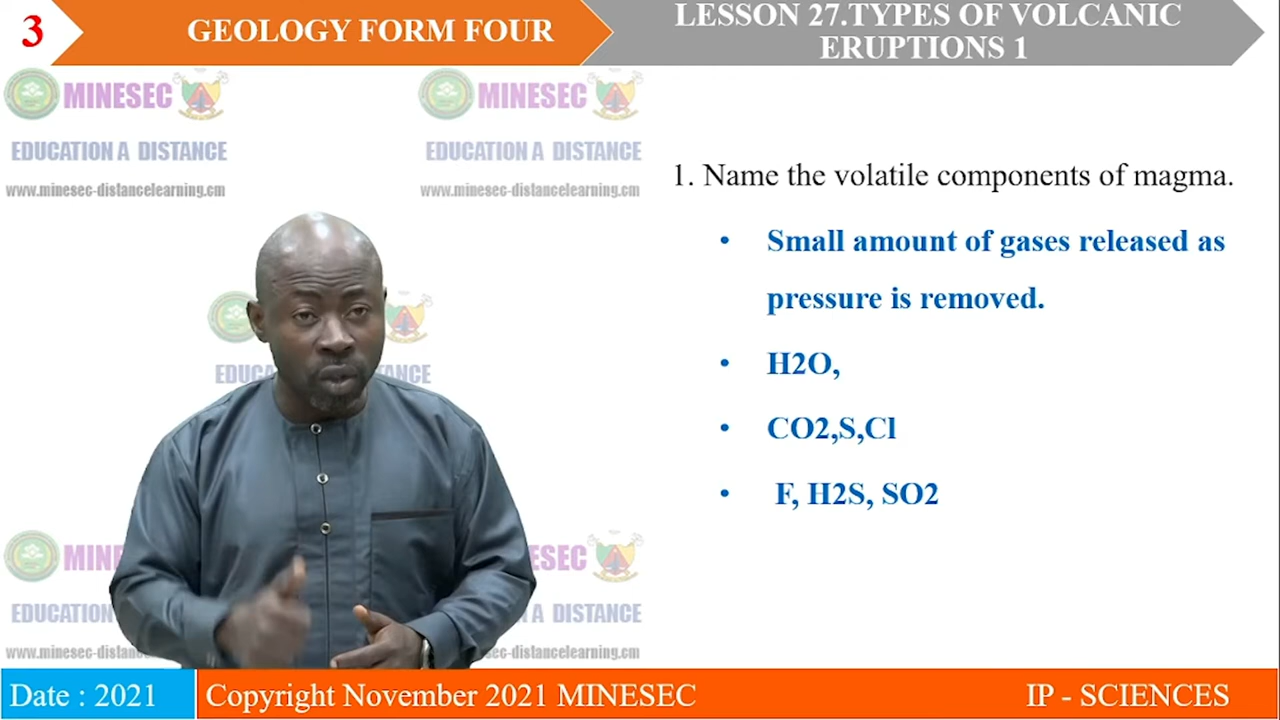 3
GEOLOGY FORM FOUR
LESSON 27.TYPES OF VOLCANIC
ERUPTIONS 1
MINESEC
EDUCATION A DISTANCE
www.minesec-distancelearning.cm
MINESEC
EDUCATION A DISTANCE
www.minesec-distancelearning.cm
1. Name the volatile components of magma.
• Small amount of gases released as
pressure is removed.
• H2O,
• CO2,S,Cl
• F, H2S, SO2
Date : 2021
Copyright November 2021 MINESEC
IP - SCIENCES